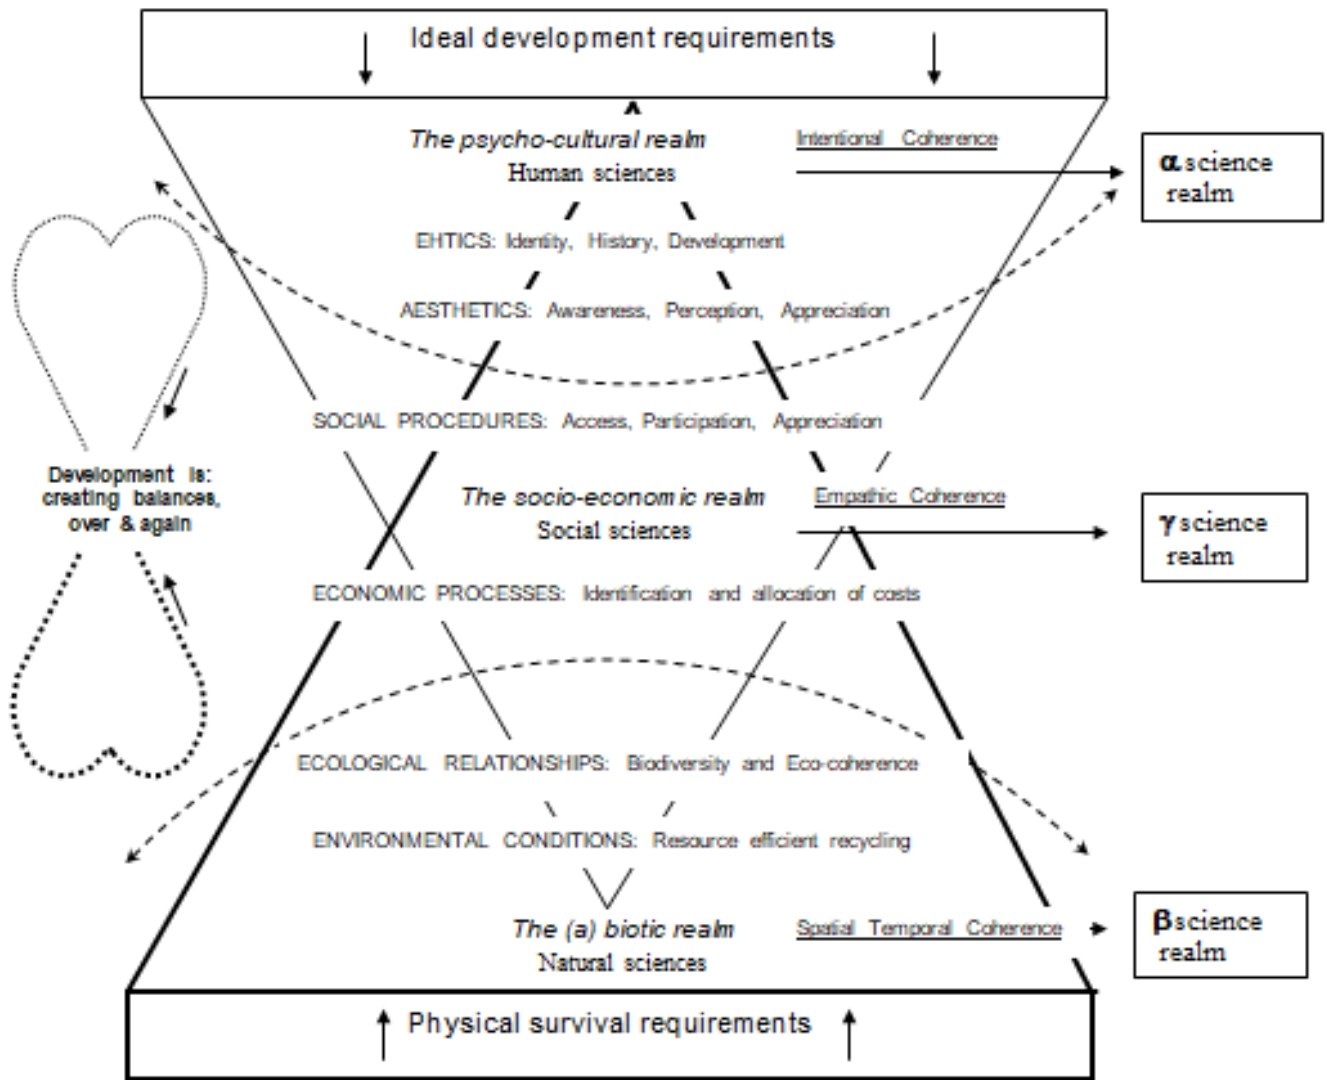 Ideal development requirements
The psycho-cultural realm
Human sciences
Intentional Coherence
α science
realm
EHTICS: Identity, History, Development
AESTHETICS: Awareness, Perception, Appreciation
SOCIAL PROCEDURES: Access, Participation, Appreciation
Development is:
creating balances,
over & again
The socio-economic realm
Social sciences
Empathic Coherence
γ science
realm
ECONOMIC PROCESSES: Identification and allocation of costs
ECOLOGICAL RELATIONSHIPS: Biodiversity and Eco-coherence
ENVIRONMENTAL CONDITIONS: Resource efficient recycling
The (a) biotic realm
Natural sciences
Spatial Temporal Coherence
β science
realm
Physical survival requirements